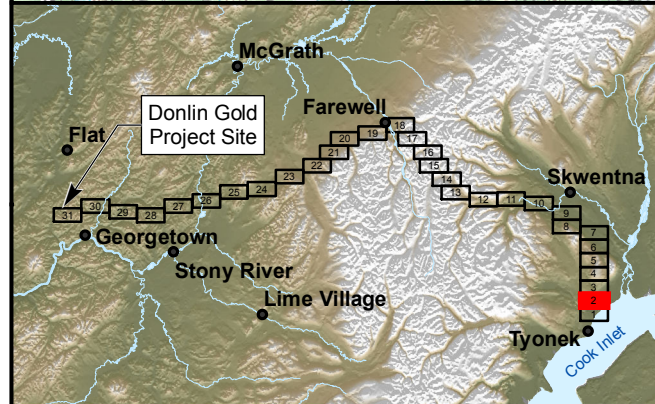 McGrath
Donlin Gold
Project Site
Farewell
Flat
20
19
18
17
21
16
22
15
23
14
Skwentna
24
13
25
12
11
10
26
27
30
29
28
31
9
8
7
Georgetown
6
Stony River
5
4
3
Lime Village
2
1
Tyonek
Cook Inlet